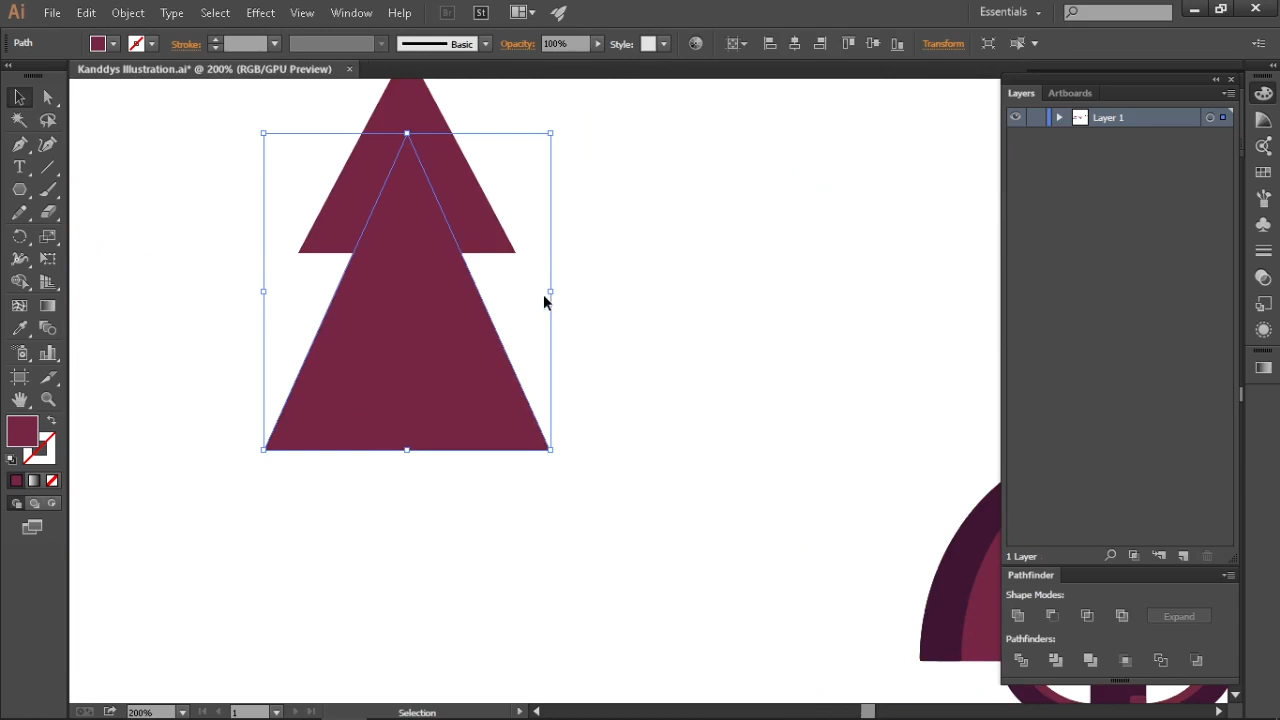 Ai File Edit Object Type Select Effect View Window Help Br St Essentials
Path Stroke: Basic Opacity: 100% Style: Transform
Kanddys Illustration.ai* @ 200% (RGB/GPU Preview) ×
Layers Artboards
Layer 1
1 Layer
Pathfinder
Shape Modes:
Expand
Pathfinders:
200% 1 Selection